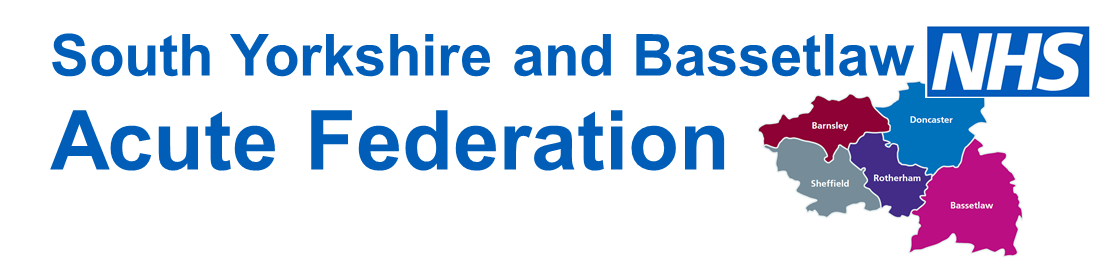 South Yorkshire and Bassetlaw NHS
Acute Federation
Barnsley
Doncaster
Sheffield
Rotherham
Bassetlaw